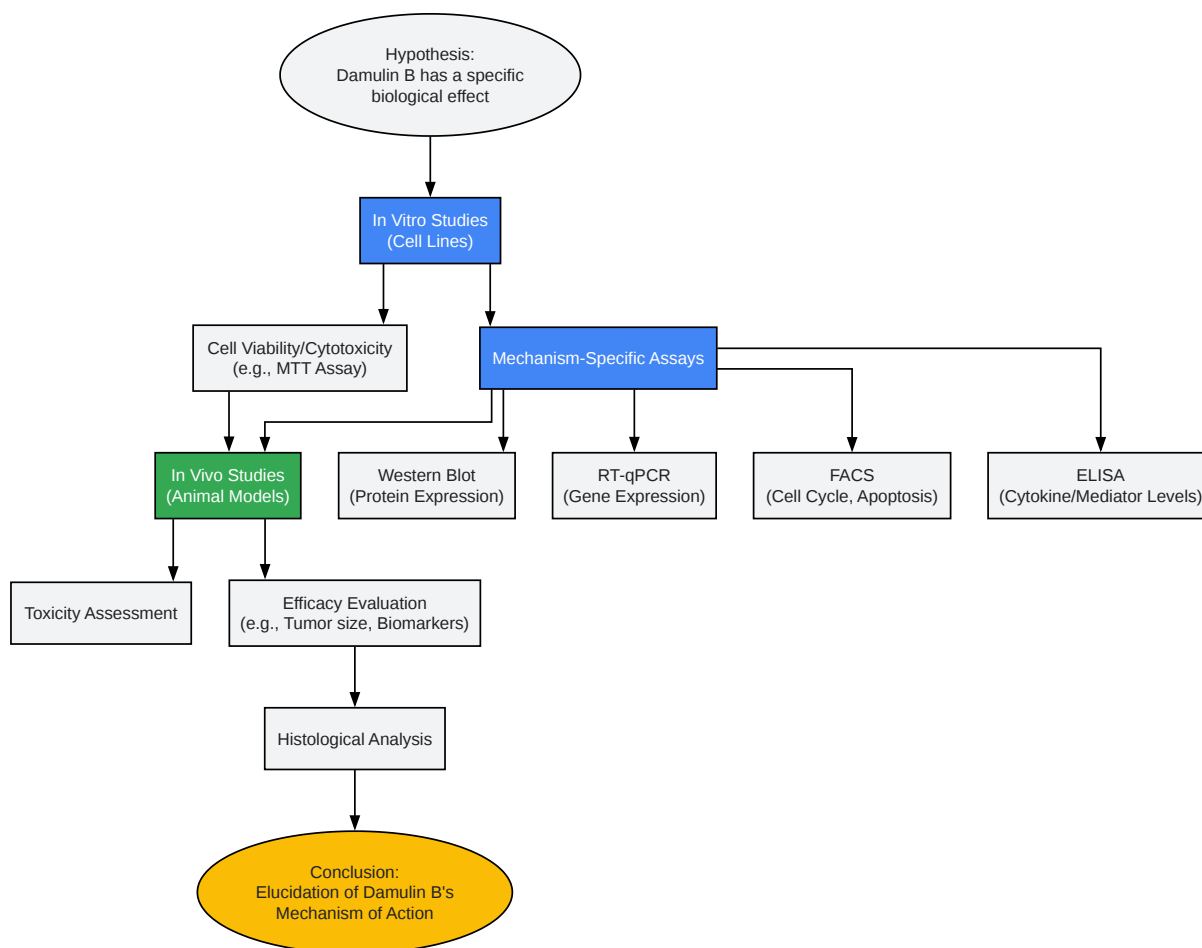 Hypothesis:
Damulin B has a specific
biological effect
In Vitro Studies
(Cell Lines)
Cell Viability/Cytotoxicity
(e.g., MTT Assay)
Mechanism-Specific Assays
In Vivo Studies
(Animal Models)
Western Blot
(Protein Expression)
RT-qPCR
(Gene Expression)
FACS
(Cell Cycle, Apoptosis)
ELISA
(Cytokine/Mediator Levels)
Toxicity Assessment
Efficacy Evaluation
(e.g., Tumor size, Biomarkers)
Histological Analysis
Conclusion:
Elucidation of Damulin B's
Mechanism of Action